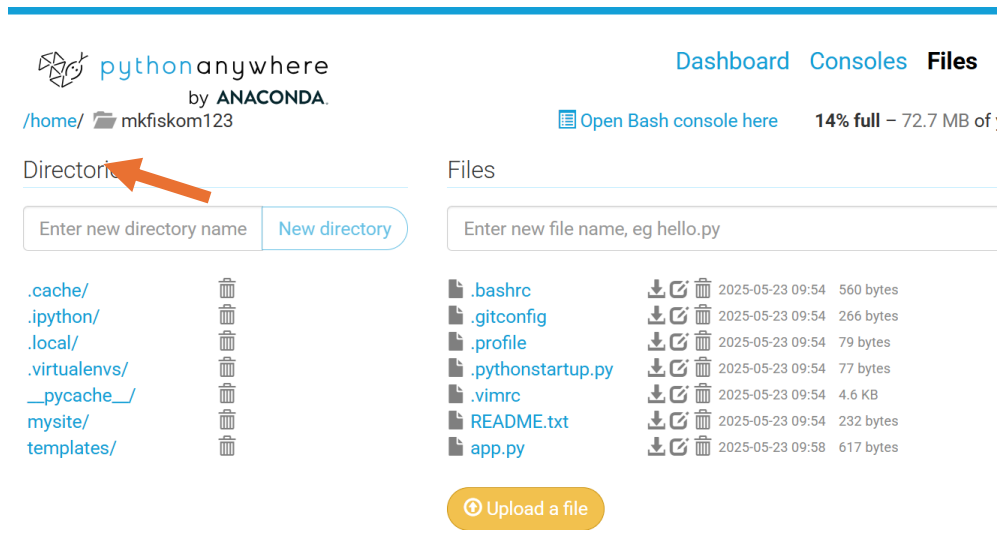 pythonanywhere
by ANACONDA.
Dashboard Consoles Files
/home/ mkfiskom123
Open Bash console here 14% full – 72.7 MB of
Directori
Enter new directory name New directory
.cache/
.ipython/
.local/
.virtualenvs/
__pycache__/
mysite/
templates/
Files
Enter new file name, eg hello.py
.bashrc 2025-05-23 09:54 560 bytes
.gitconfig 2025-05-23 09:54 266 bytes
.profile 2025-05-23 09:54 79 bytes
.pythonstartup.py 2025-05-23 09:54 77 bytes
.vimrc 2025-05-23 09:54 4.6 KB
README.txt 2025-05-23 09:54 232 bytes
app.py 2025-05-23 09:58 617 bytes
Upload a file